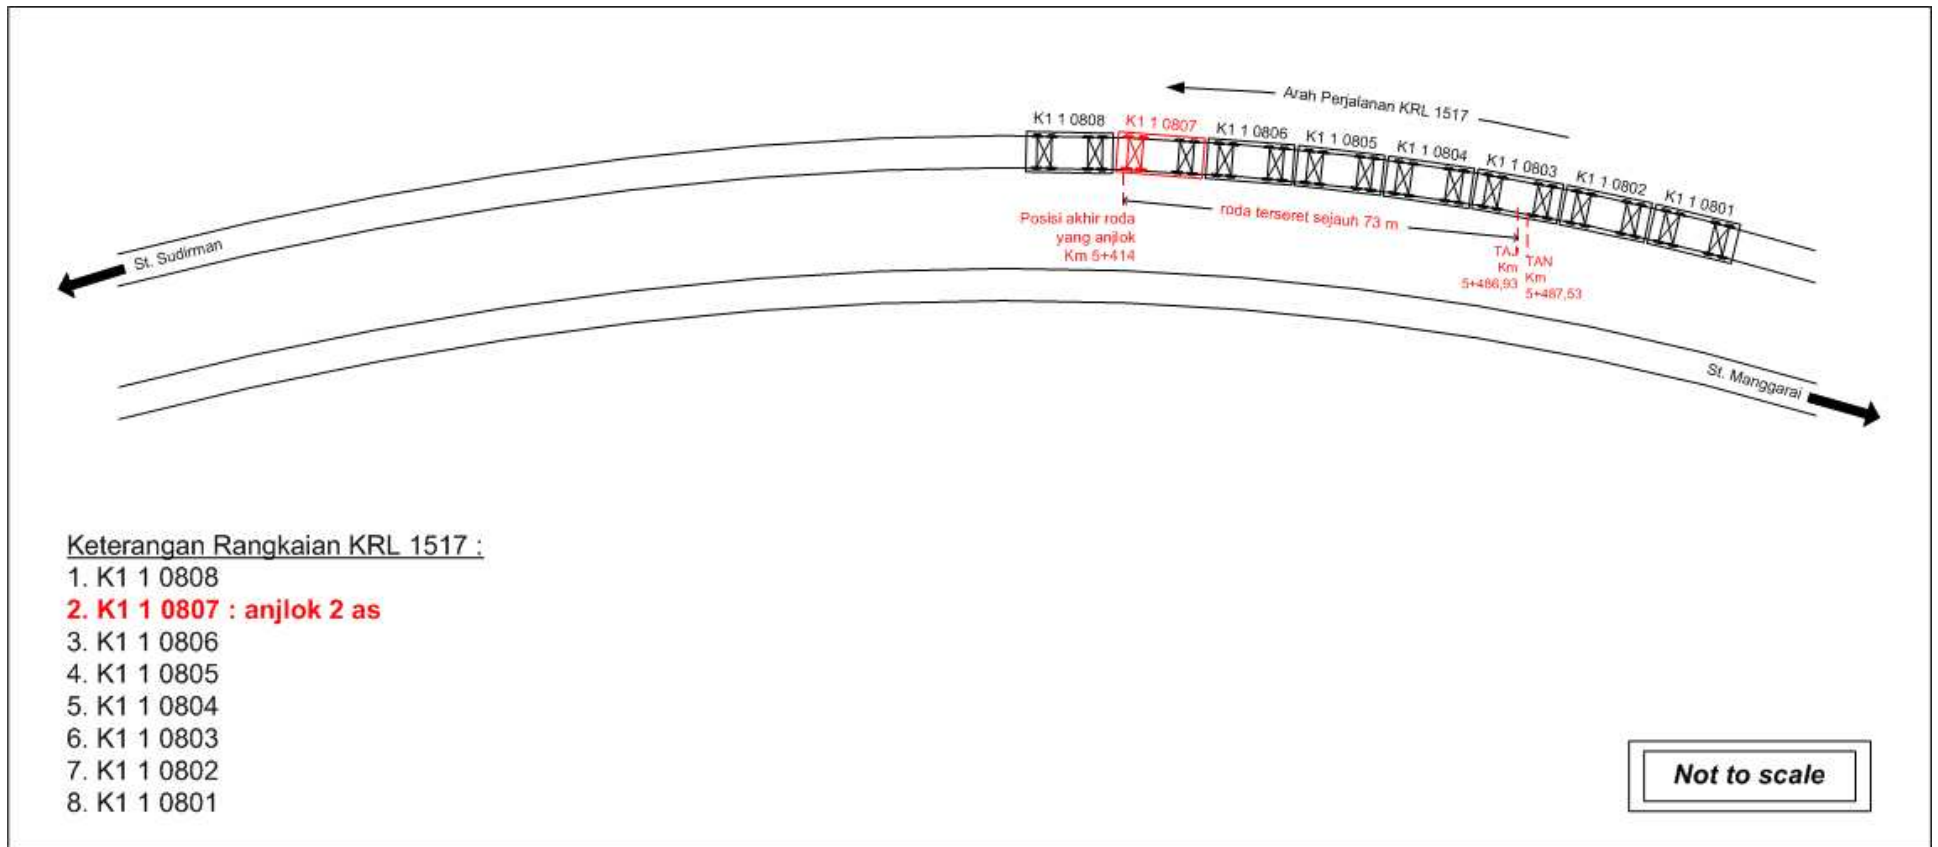 Arah Perjalanan KRL 1517
K1 1 0808
K1 1 0807
K1 1 0806
K1 1 0805
K1 1 0804
K1 1 0803
K1 1 0802
K1 1 0801
Posisi akhir roda
yang anjlok
Km 5+414
roda terseret sejauh 73 m
TAJ
Km
5+486,93
TAN
Km
5+487,53
St. Sudirman
St. Manggarai
Keterangan Rangkaian KRL 1517 :
1. K1 1 0808
2. K1 1 0807 : anjlok 2 as
3. K1 1 0806
4. K1 1 0805
5. K1 1 0804
6. K1 1 0803
7. K1 1 0802
8. K1 1 0801
Not to scale